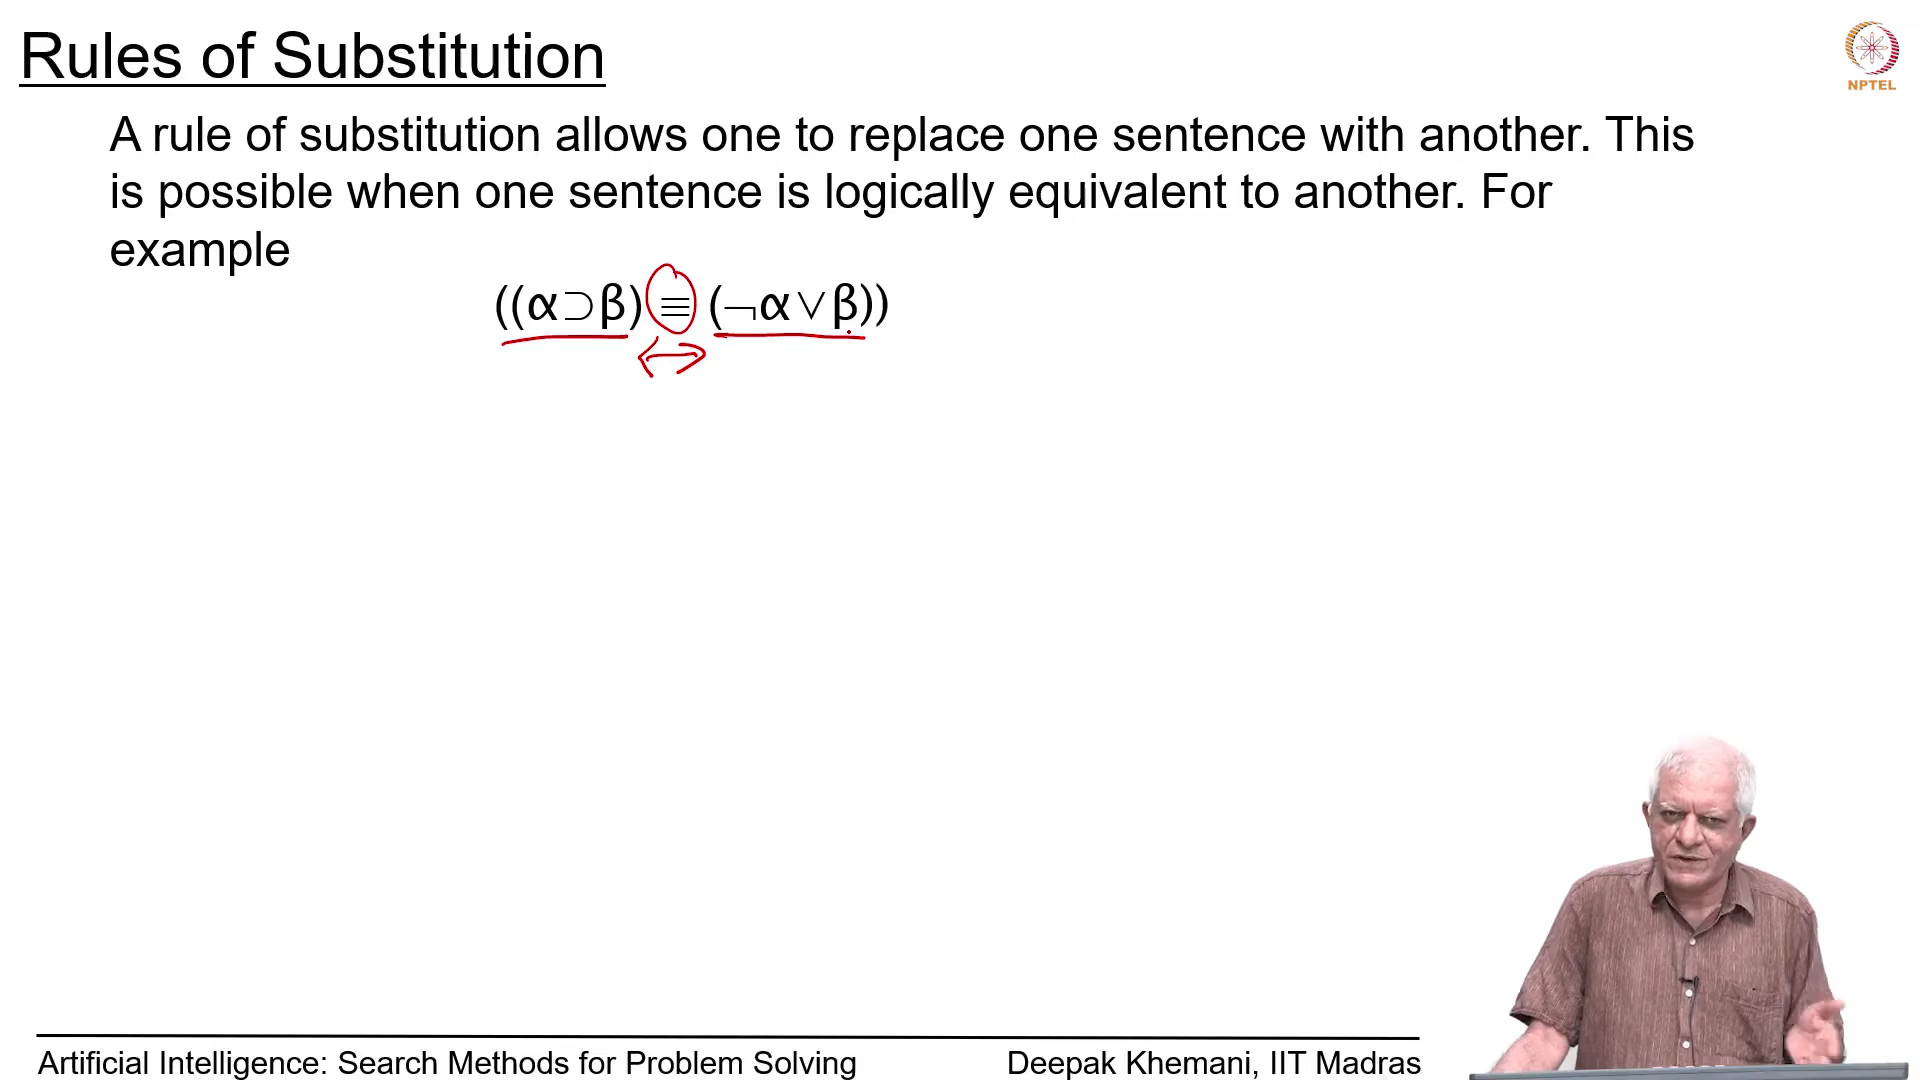 Rules of Substitution
NPTEL
A rule of substitution allows one to replace one sentence with another. This
is possible when one sentence is logically equivalent to another. For
example
((α⊃β) ≡ (¬α∨β))
Artificial Intelligence: Search Methods for Problem Solving
Deepak Khemani, IIT Madras